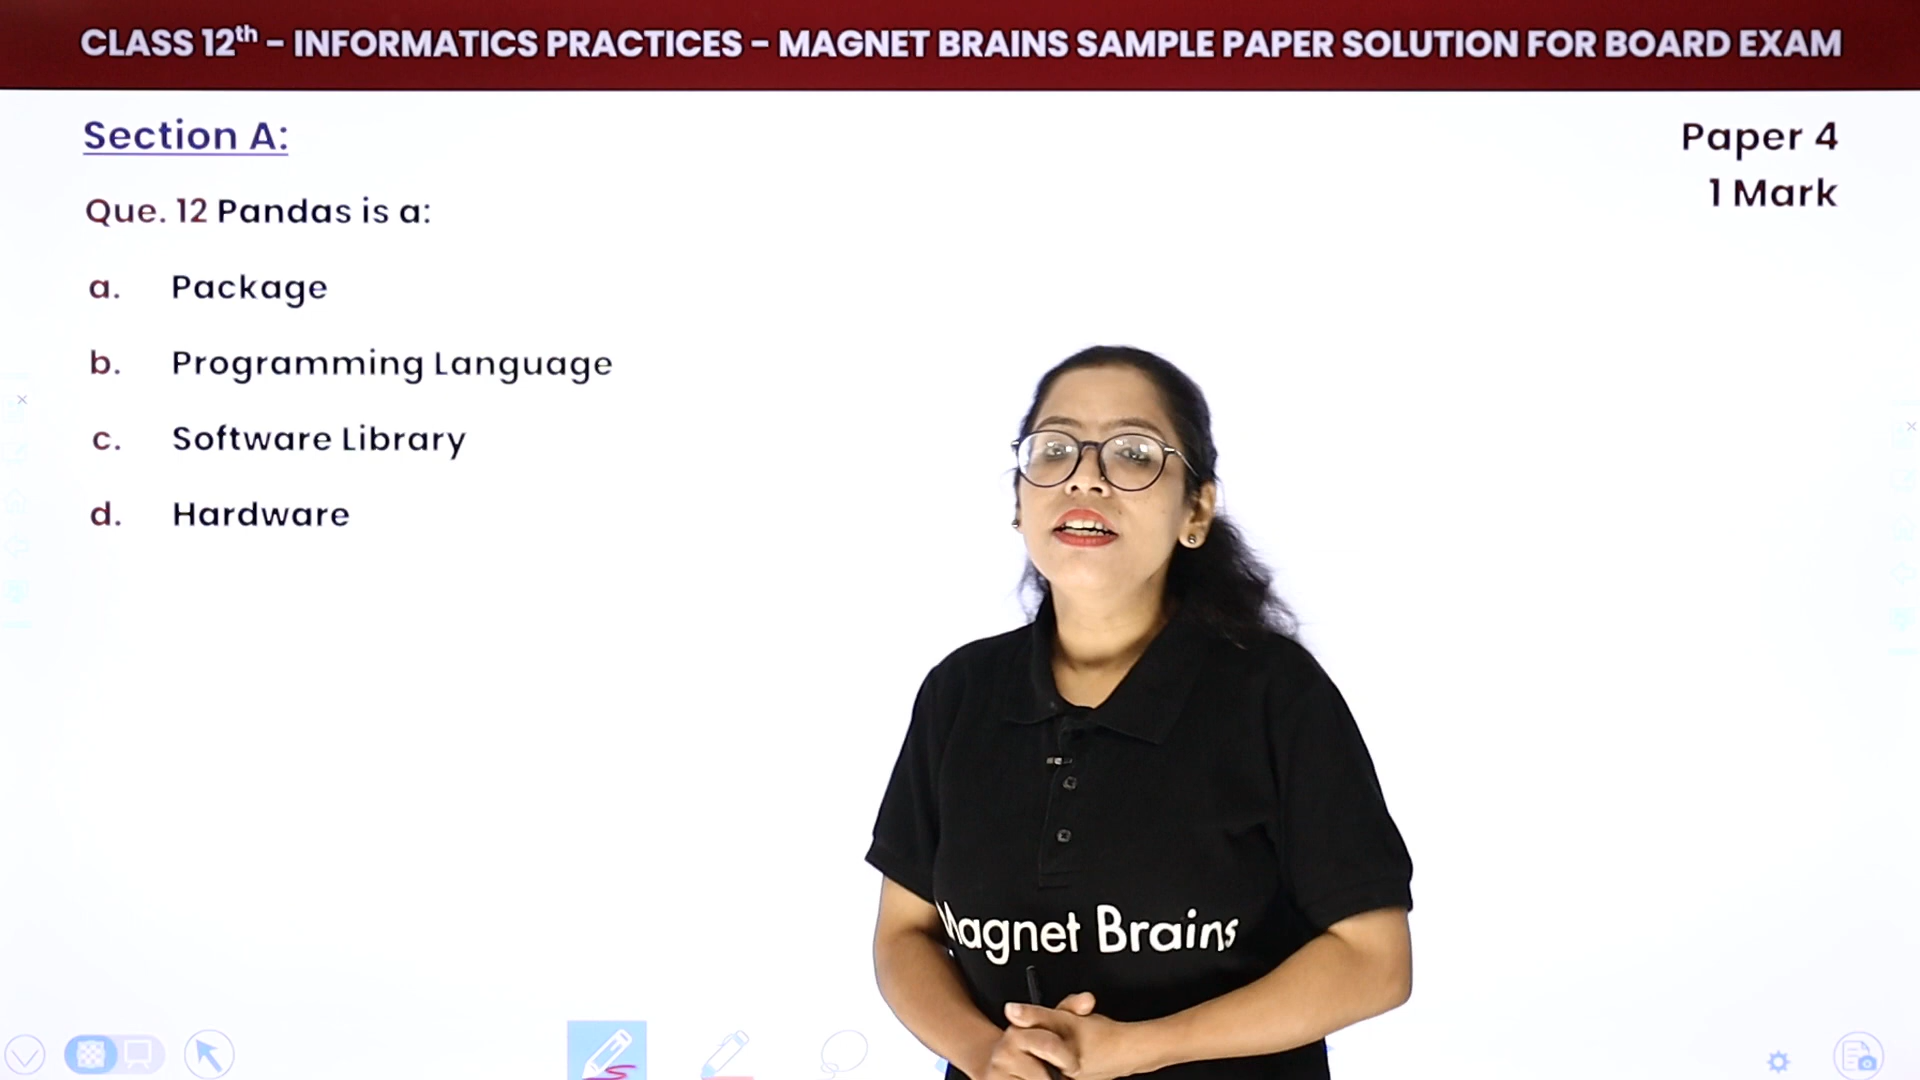 CLASS 12th - INFORMATICS PRACTICES - MAGNET BRAINS SAMPLE PAPER SOLUTION FOR BOARD EXAM
Section A:
Paper 4
1 Mark
Que. 12 Pandas is a:
a. Package
b. Programming Language
c. Software Library
d. Hardware
Magnet Brains